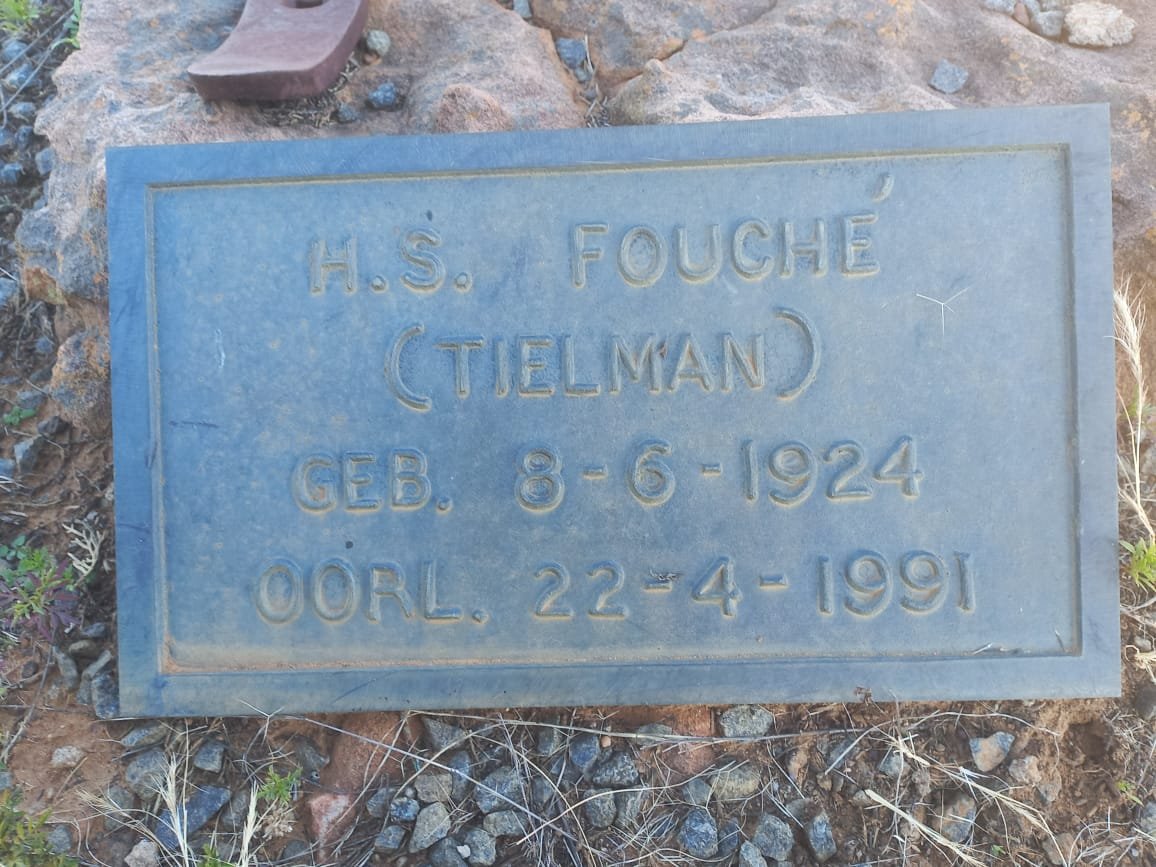 H.S. FOUCHÉ
(TIELMAN)
GEB. 8-6-1924
OORL. 22-4-1991